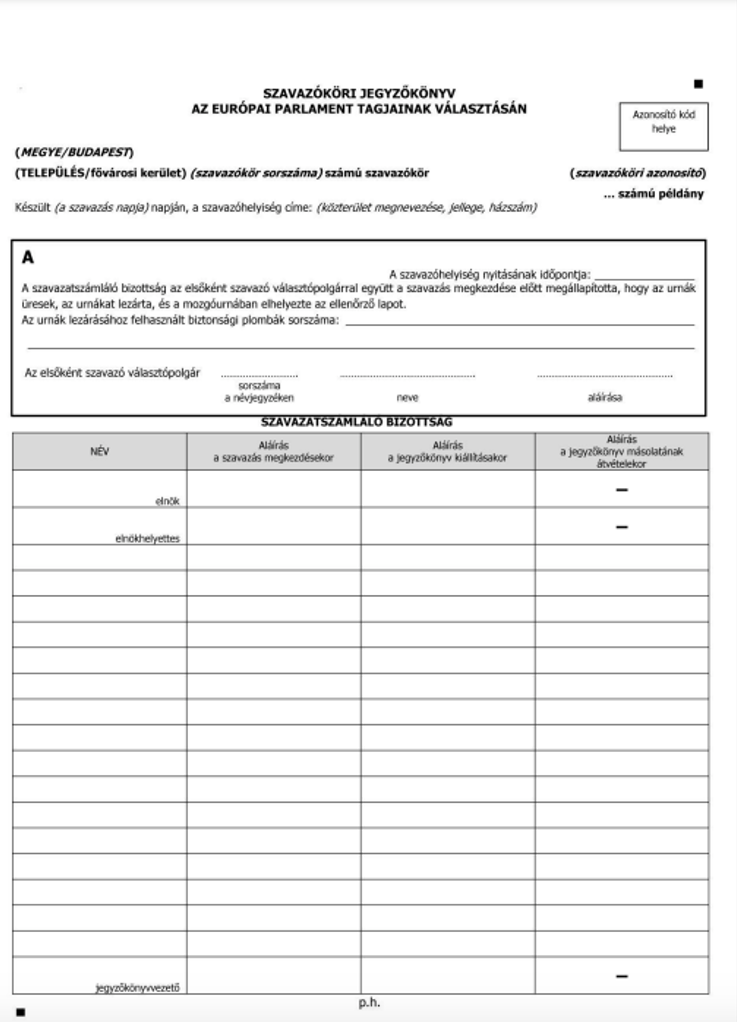 SZAVAZÓKÖRI JEGYZŐKÖNYV
AZ EURÓPAI PARLAMENT TAGJAINAK VÁLASZTÁSÁN
Azonosító kód
helye
(MEGYE/BUDAPEST)
(TELEPÜLÉS/fővárosi kerület) (szavazókör sorszáma) számú szavazókör
(szavazóköri azonosító)
... számú példány
Készült (a szavazás napja) napján, a szavazóhelyiség címe: (közterület megnevezése, jellege, házszám)
A
A szavazóhelyiség nyitásának időpontja: ____________
A szavazatszámláló bizottság az elsőként szavazó választópolgárral együtt a szavazás megkezdése előtt megállapította, hogy az urnák
üresek, az urnákat lezárta, és a mozgóurnában elhelyezte az ellenőrző lapot.
Az urnák lezárásához felhasznált biztonsági plombák sorszáma: ____________
Az elsőként szavazó választópolgár
sorszáma
a névjegyzéken
neve
aláírása
SZAVAZATSZÁMLÁLÓ BIZOTTSÁG
NÉV
Aláírás
a szavazás megkezdésekor
Aláírás
a jegyzőkönyv kiállításakor
Aláírás
a jegyzőkönyv másolatának
átvételekor
elnök
–
elnökhelyettes
–
jegyzőkönyvvezető
–
p.h.